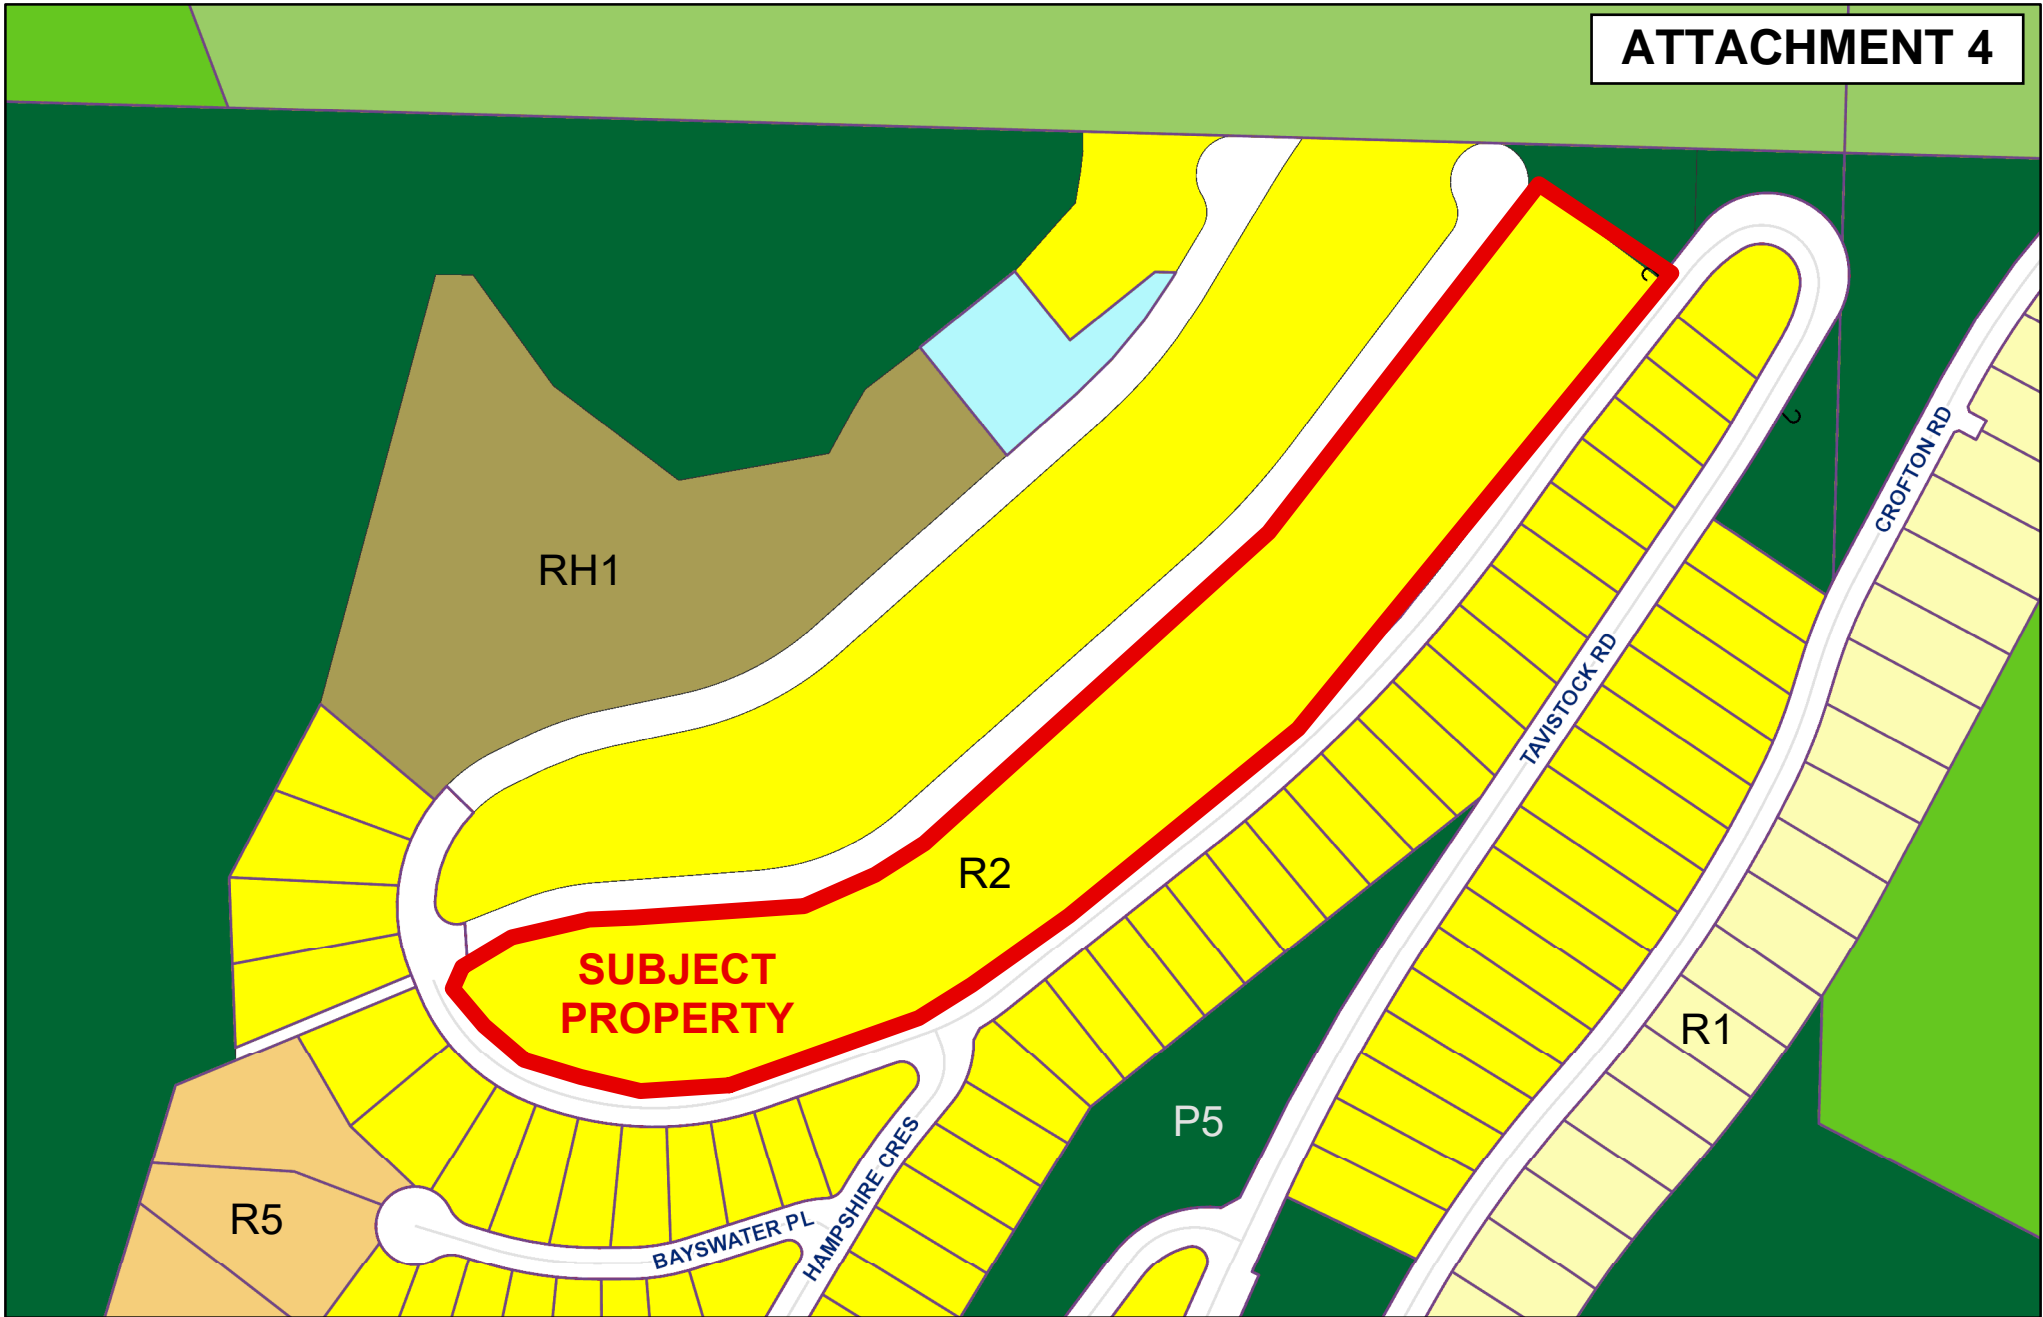 ATTACHMENT 4
CROFTON RD
RH1
TAVISTOCK RD
R2
SUBJECT
PROPERTY
R1
P5
HAMPSHIRE CRES
R5
BAYSWATER PL